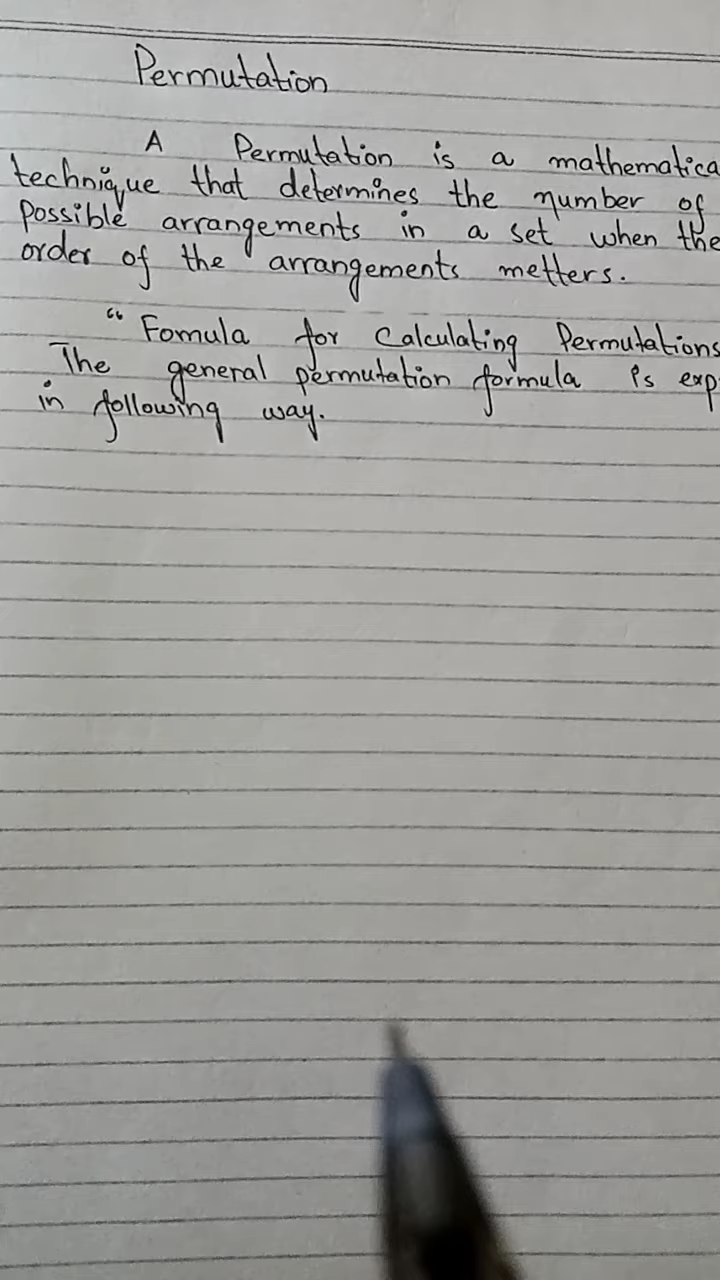 Permutation
A Permutation is a mathematica
technique that determines the number of
possible arrangements in a set when the
order of the arrangements metters.
“ Fomula for Calculating Permutations
The general permutation formula is exp
in following way.